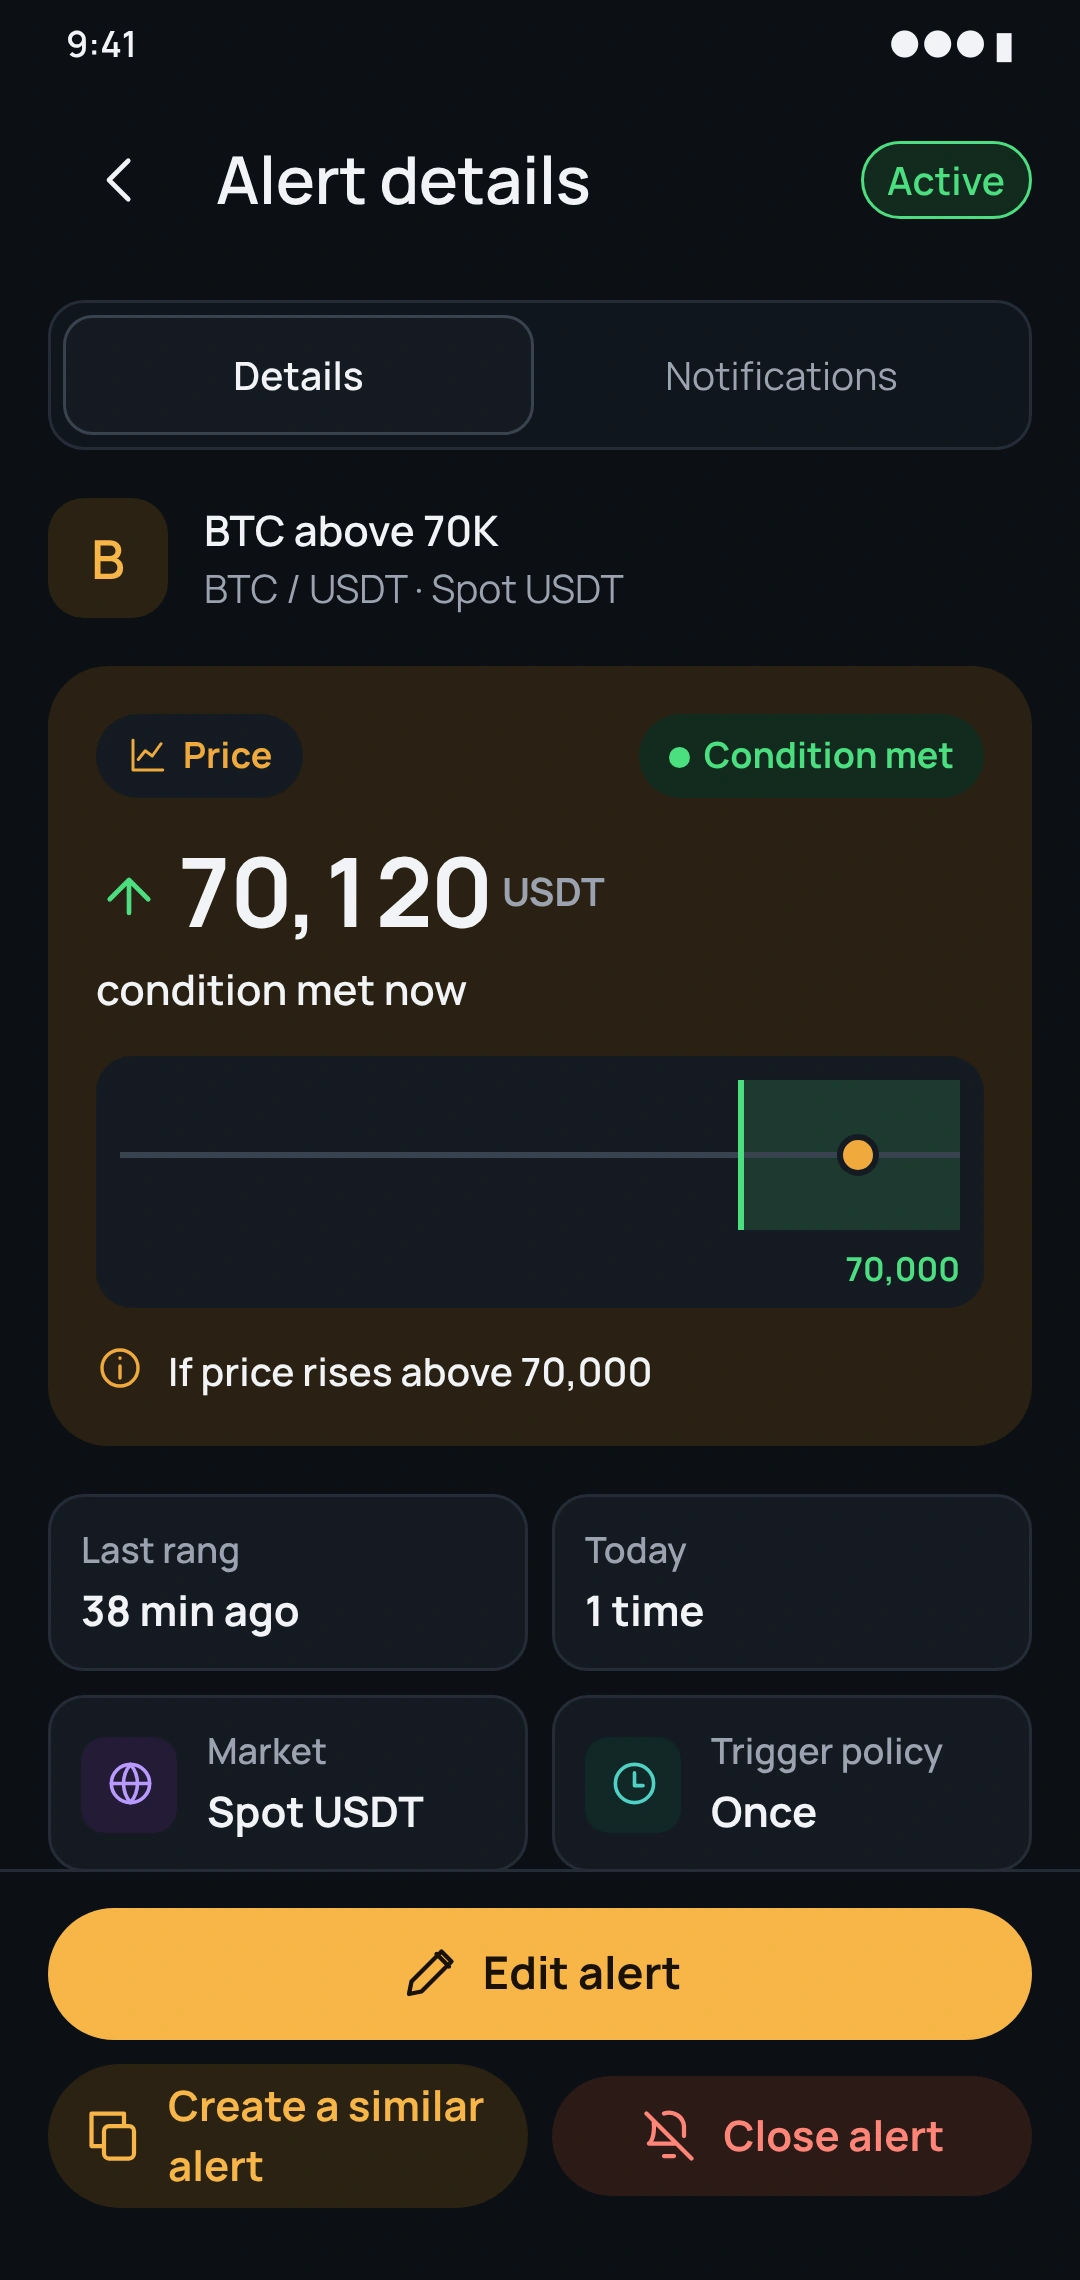 9:41
Alert details
Active
Details
Notifications
B
BTC above 70K
BTC / USDT · Spot USDT
Price
Condition met
70,120 USDT
condition met now
70,000
If price rises above 70,000
Last rang
38 min ago
Today
1 time
Market
Spot USDT
Trigger policy
Once
Edit alert
Create a similar
alert
Close alert